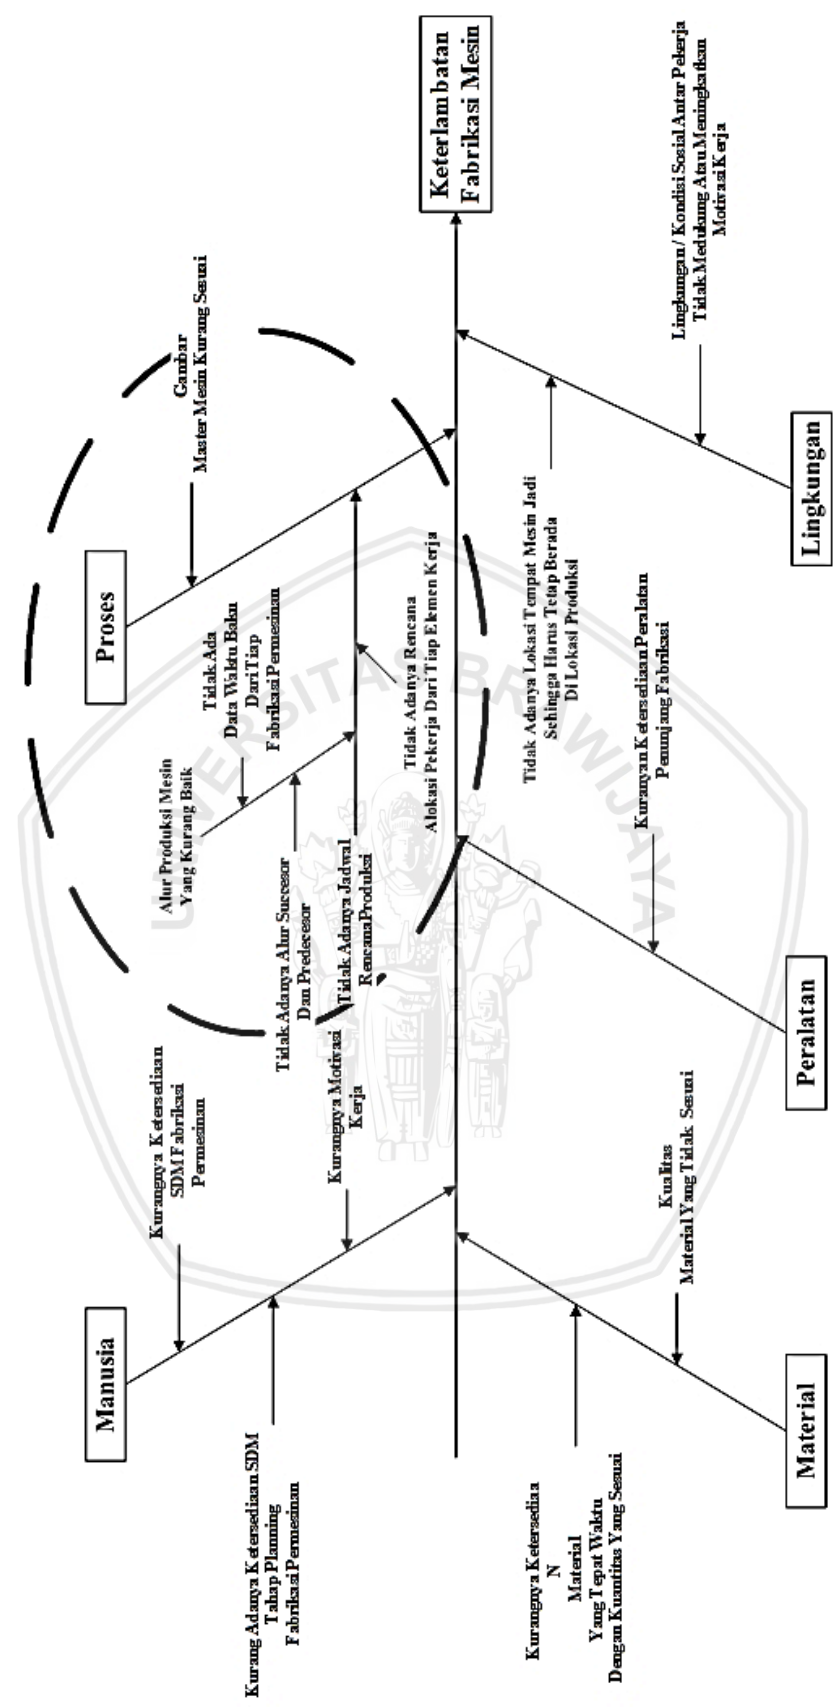 Manusia
Kurangnya Ketersediaan
SDM Fabrikasi
Permesinan
Kurang Adanya Ketersediaan SDM
Tahap Planning
Fabrikasi Permesinan
Kurangnya Motivasi
Kerja
Proses
Gambar
Master Mesin Kurang Sesuai
Alur Produksi Mesin
Yang Kurang Baik
Tidak Ada
Data Waktu Baku
Dari Tiap
Fabrikasi Permesinan
Tidak Adanya Alur Succesor
Dan Predecesor
Tidak Adanya Jadwal
Rencana Produksi
Tidak Adanya Rencana
Alokasi Pekerja Dari Tiap Elemen Kerja
Keterlambatan
Fabrikasi Mesin
Material
Kurangnya Ketersediaa
N
Material
Yang Tepat Waktu
Dengan Kuantitas Yang Sesuai
Kualitas
Material Yang Tidak Sesuai
Peralatan
Kuranyan Ketersediaan Peralatan
Penunjang Fabrikasi
Lingkungan
Tidak Adanya Lokasi Tempat Mesin Jadi
Sehingga Harus Tetap Berada
Di Lokasi Produksi
Lingkungan / Kondisi Sosial Antar Pekerja
Tidak Medukung Atau Meningkatkan
Motivasi Kerja
UNIVERSITAS BRAWIJAYA